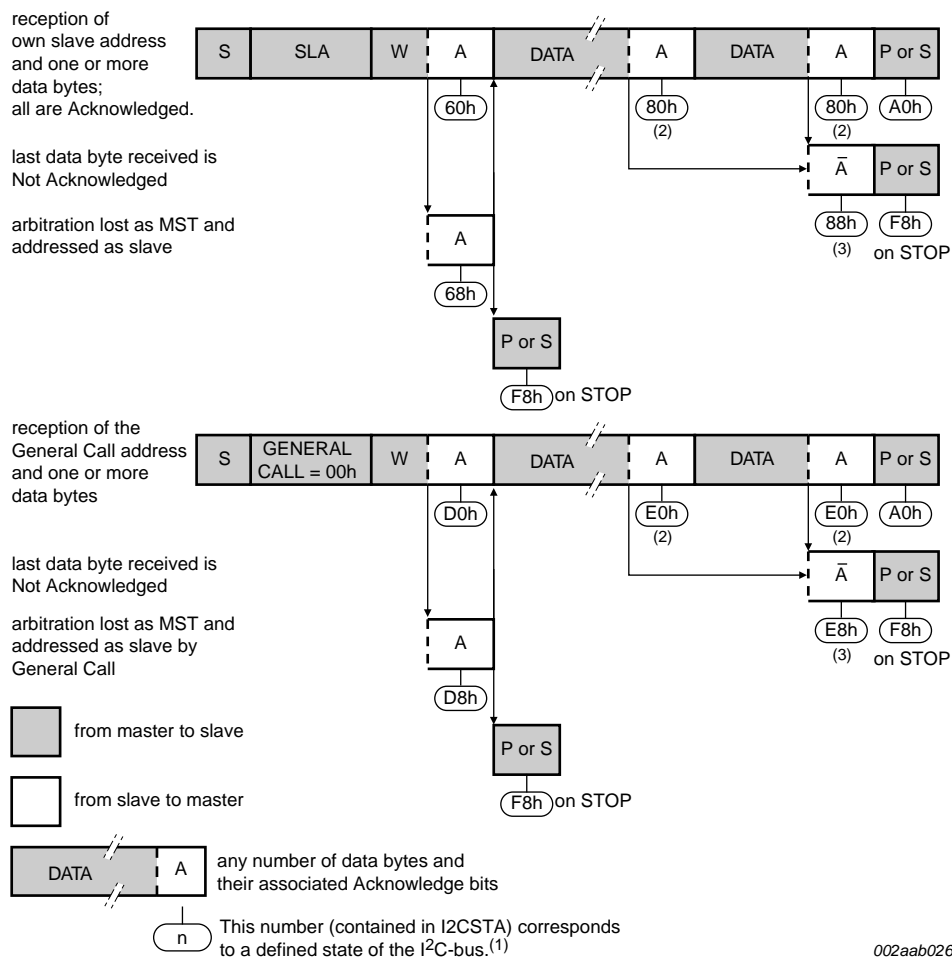 reception of
own slave address
and one or more
data bytes;
all are Acknowledged.
S SLA W A DATA A DATA A P or S
60h 80h 80h A0h
(2) (2)
last data byte received is
Not Acknowledged
A̅ P or S
88h F8h
(3) on STOP
arbitration lost as MST and
addressed as slave
A
68h
P or S
F8h on STOP
reception of the
General Call address
and one or more
data bytes
S GENERAL CALL = 00h W A DATA A DATA A P or S
D0h E0h E0h A0h
(2) (2)
last data byte received is
Not Acknowledged
A̅ P or S
E8h F8h
(3) on STOP
arbitration lost as MST and
addressed as slave by
General Call
A
D8h
P or S
F8h on STOP
from master to slave
from slave to master
DATA A
any number of data bytes and
their associated Acknowledge bits
n
This number (contained in I2CSTA) corresponds
to a defined state of the I²C-bus.(1)
002aab026